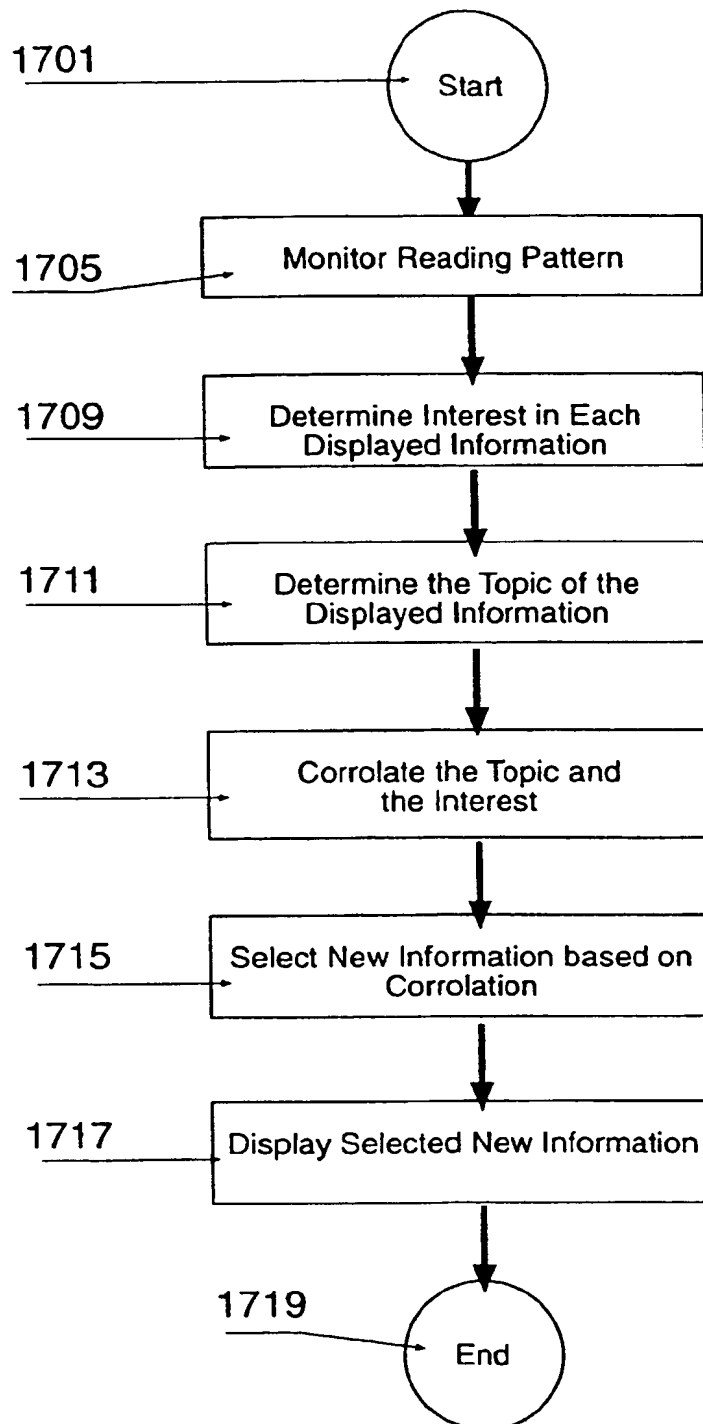 1701
Start
1705
Monitor Reading Pattern
1709
Determine Interest in Each
Displayed Information
1711
Determine the Topic of the
Displayed Information
1713
Corrolate the Topic and
the Interest
1715
Select New Information based on
Corrolation
1717
Display Selected New Information
1719
End